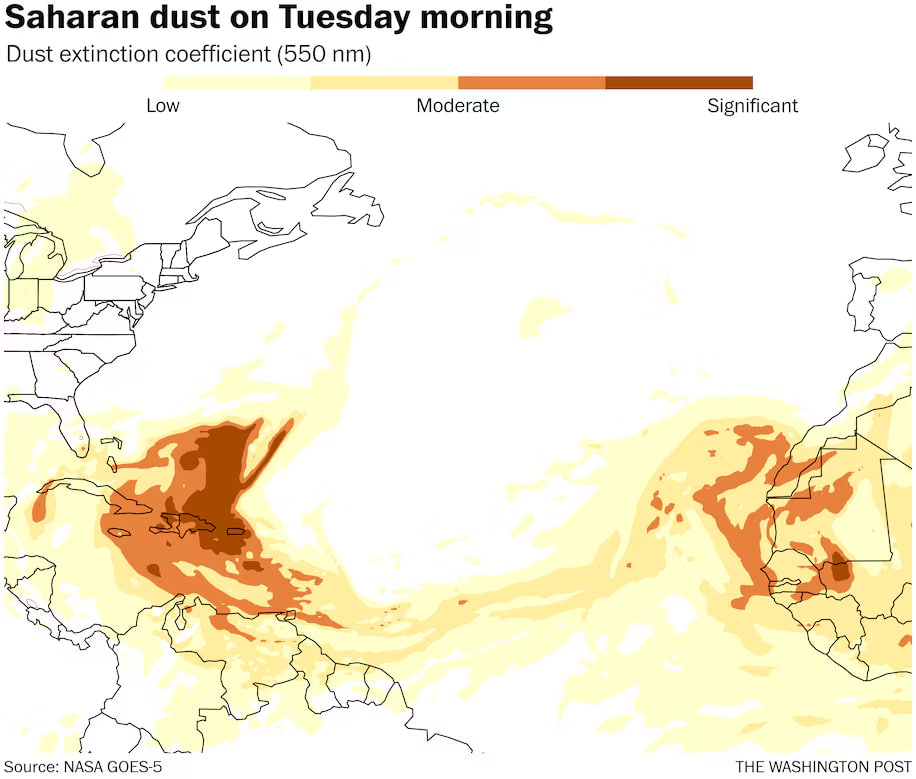 Saharan dust on Tuesday morning
Dust extinction coefficient (550 nm)
Low Moderate Significant
Source: NASA GOES-5 THE WASHINGTON POST